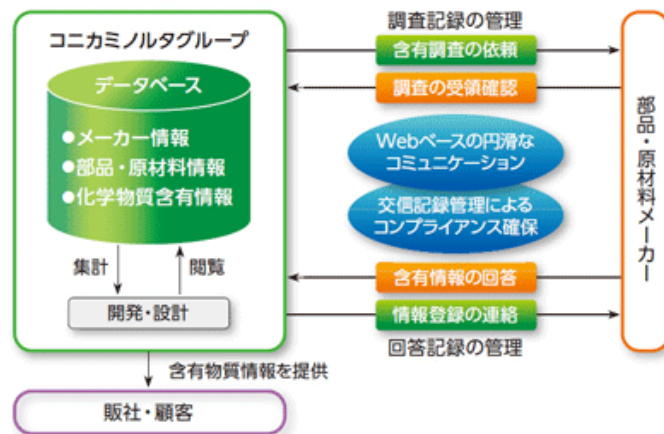 コニカミノルタグループ
データベース
●メーカー情報
●部品・原材料情報
●化学物質含有情報
集計
閲覧
開発・設計
含有物質情報を提供
販社・顧客
調査記録の管理
含有調査の依頼
調査の受領確認
Webベースの円滑な
コミュニケーション
交信記録管理による
コンプライアンス確保
含有情報の回答
情報登録の連絡
回答記録の管理
部品・原材料メーカー